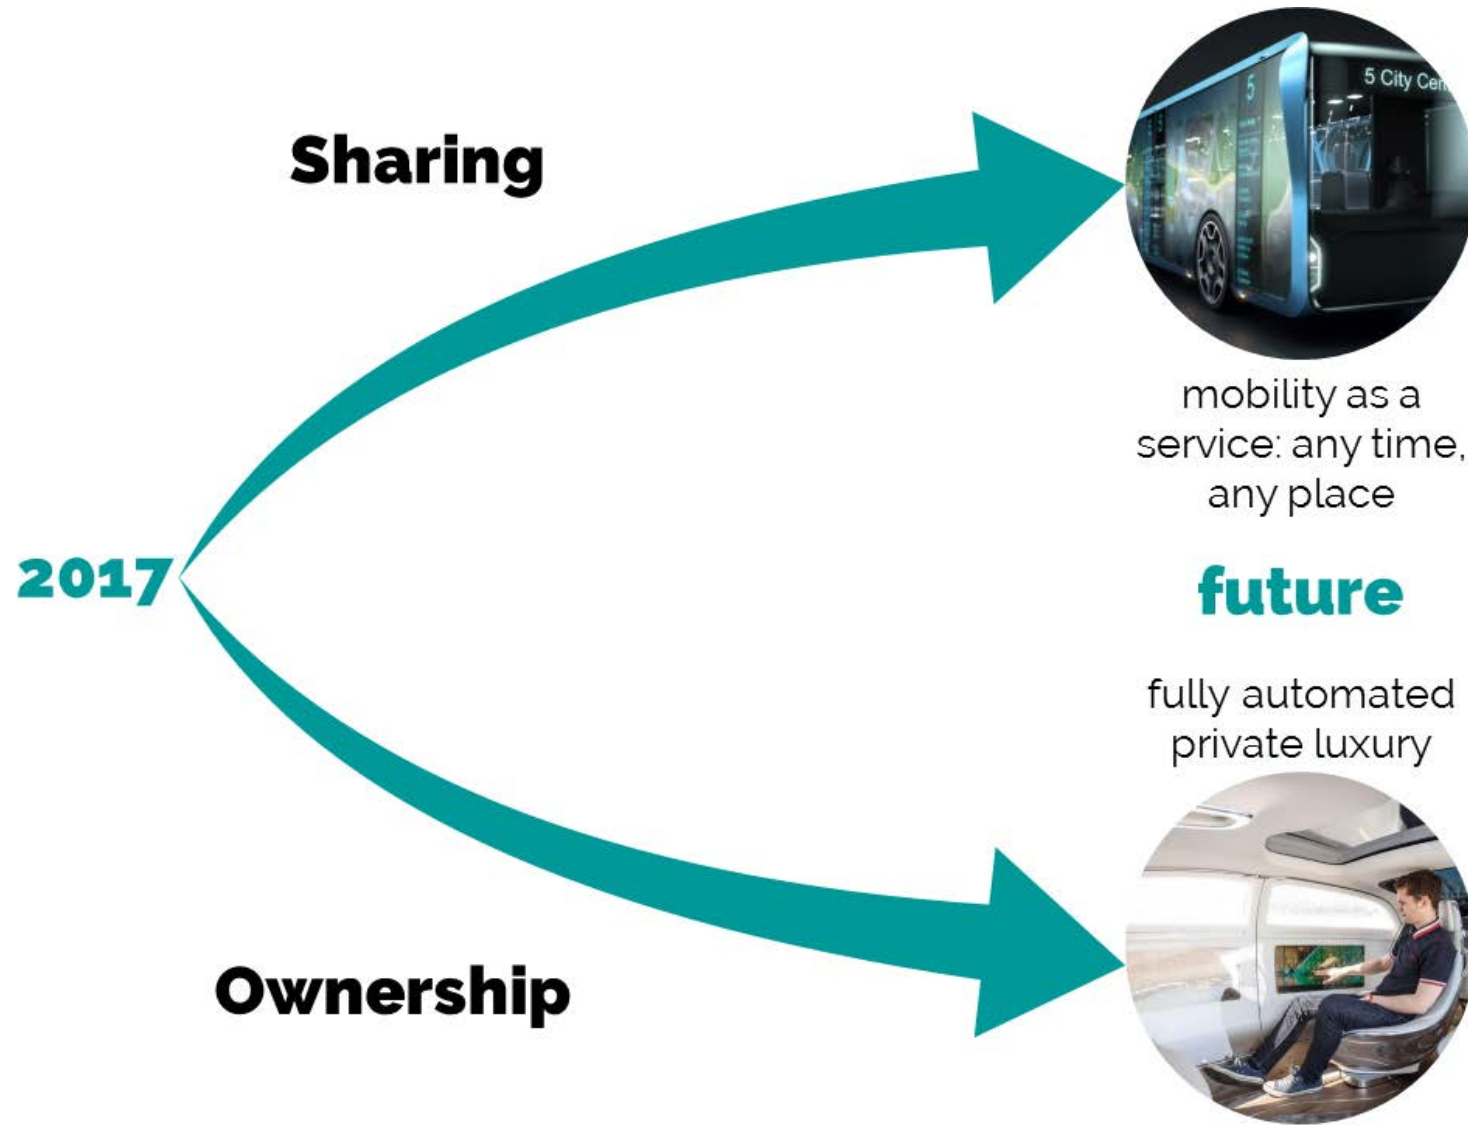 Sharing
5
5 City Cen
mobility as a
service: any time,
any place
2017
future
fully automated
private luxury
Ownership